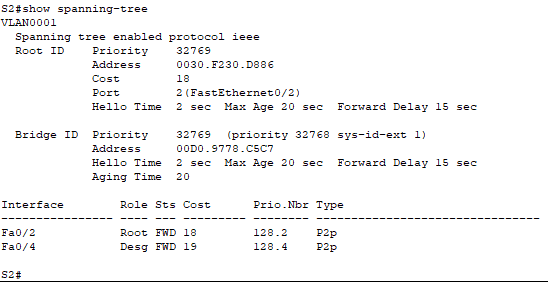 S2#show spanning-tree
VLAN0001
  Spanning tree enabled protocol ieee
  Root ID    Priority    32769
             Address     0030.F230.D886
             Cost        18
             Port        2(FastEthernet0/2)
             Hello Time  2 sec  Max Age 20 sec  Forward Delay 15 sec
  Bridge ID  Priority    32769  (priority 32768 sys-id-ext 1)
             Address     00D0.9778.C5C7
             Hello Time  2 sec  Max Age 20 sec  Forward Delay 15 sec
             Aging Time  20
Interface        Role Sts Cost      Prio.Nbr Type
---------------- ---- --- --------- -------- --------------------------------
Fa0/2            Root FWD 18        128.2    P2p
Fa0/4            Desg FWD 19        128.4    P2p
S2#